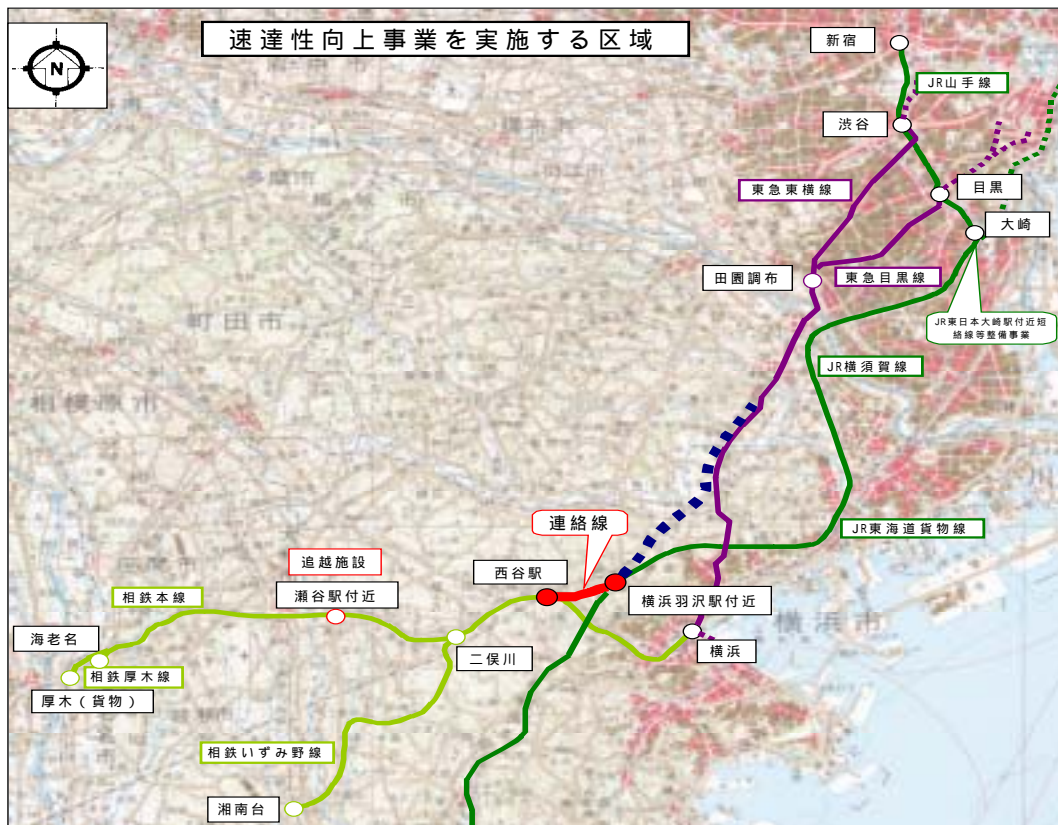 速達性向上事業を実施する区域
N
新宿
JR山手線
渋谷
東急東横線
目黒
大崎
田園調布
東急目黒線
JR東日本大崎駅付近短
絡線等整備事業
JR横須賀線
町田市
相模原市
連絡線
JR東海道貨物線
追越施設
西谷駅
瀬谷駅付近
横浜羽沢駅付近
相鉄本線
横浜市
海老名
二俣川
横浜
相鉄厚木線
厚木(貨物)
相鉄いずみ野線
湘南台